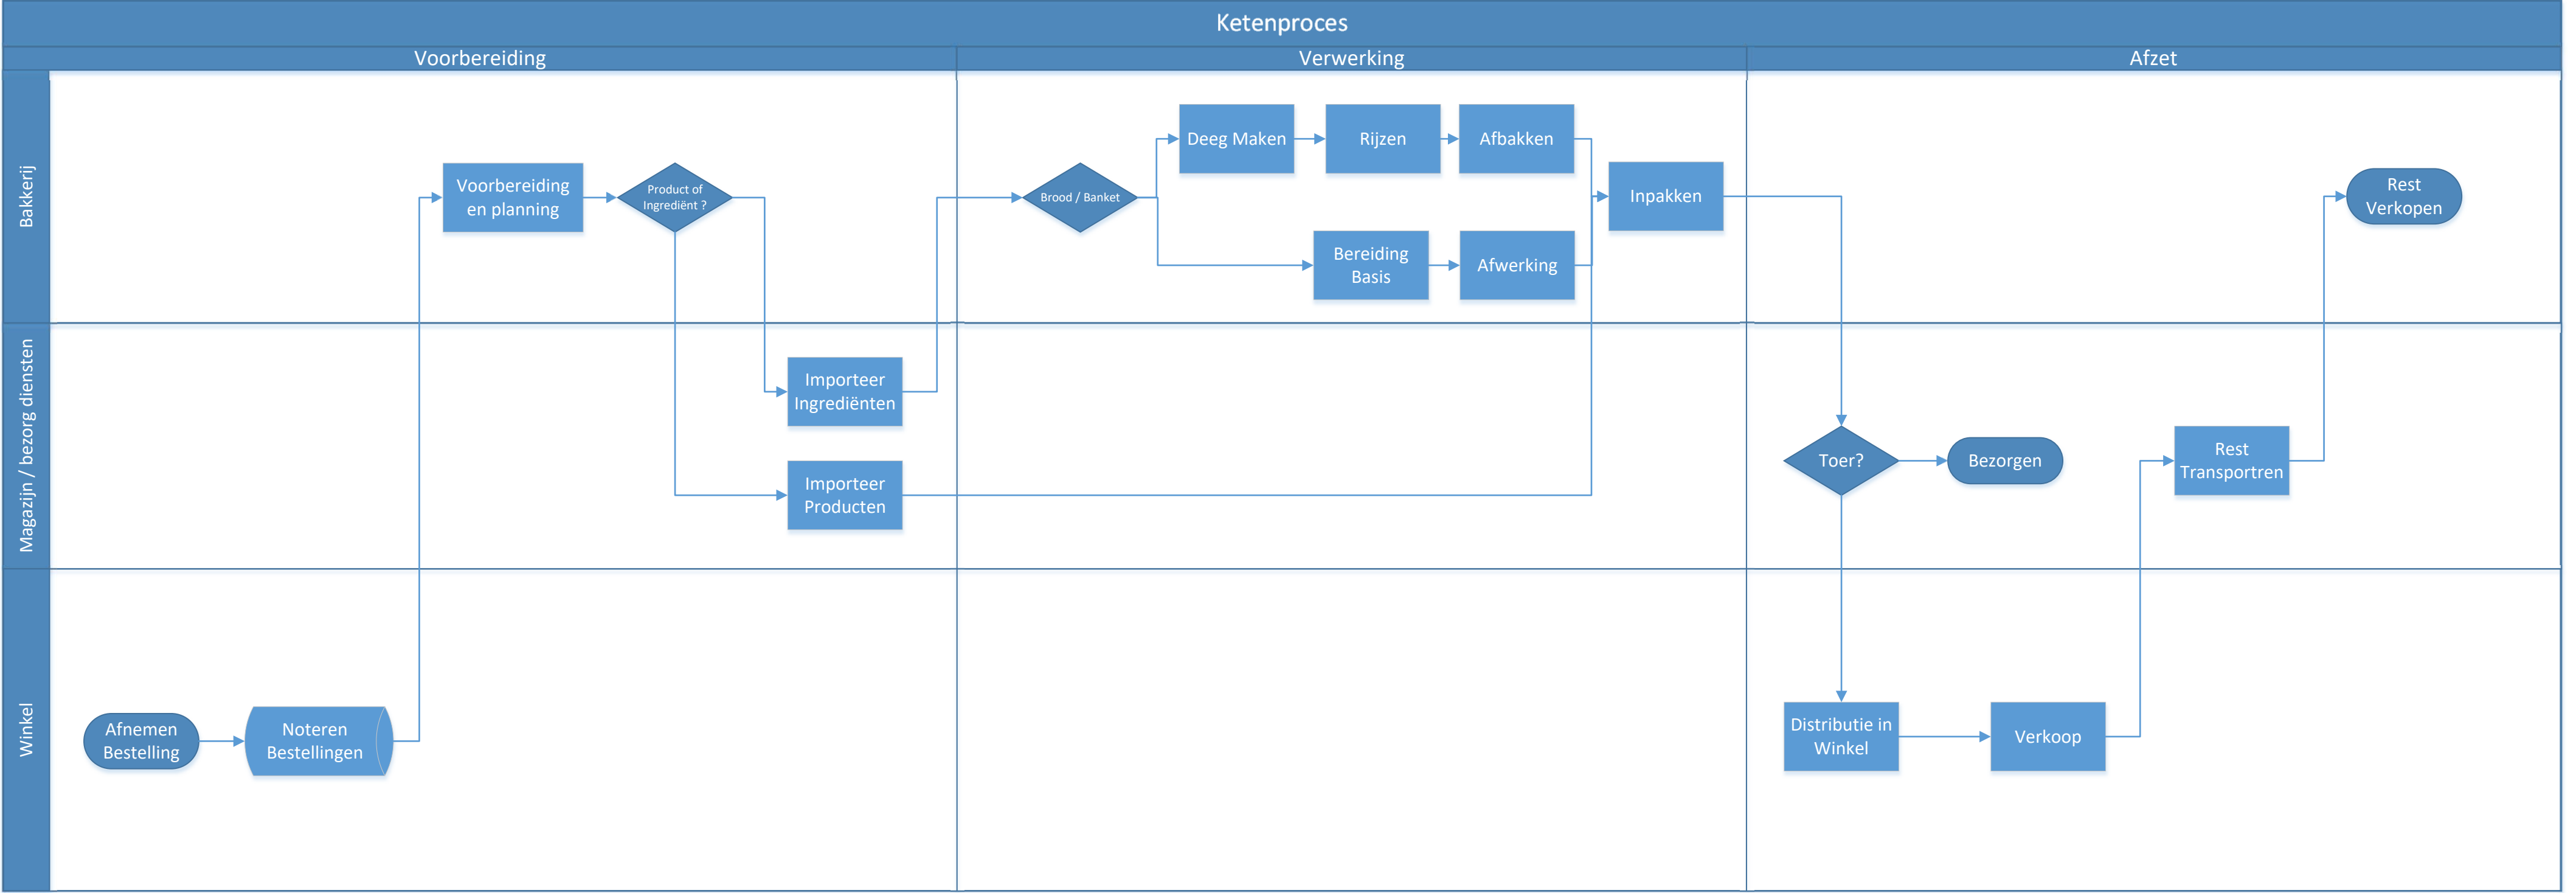 Ketenproces
Voorbereiding
Verwerking
Afzet
Bakkerij
Voorbereiding
en planning
Product of
Ingrediënt ?
Brood / Banket
Deeg Maken
Rijzen
Afbakken
Bereiding
Basis
Afwerking
Inpakken
Rest
Verkopen
Magazijn / bezorg diensten
Importeer
Ingrediënten
Importeer
Producten
Toer?
Bezorgen
Rest
Transportren
Winkel
Afnemen
Bestelling
Noteren
Bestellingen
Distributie in
Winkel
Verkoop